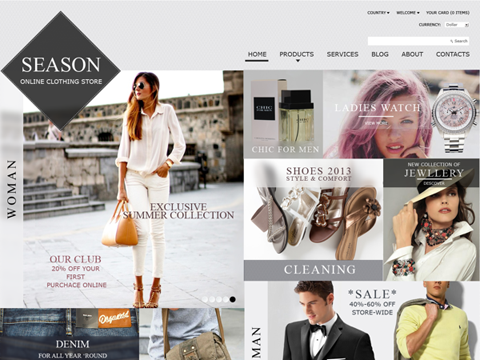 COUNTRY
WELCOME
YOUR CARD (0 ITEMS)
CURRENCY: Dollar
SEASON
ONLINE CLOTHING STORE
HOME
PRODUCTS
SERVICES
BLOG
ABOUT
CONTACTS
WOMAN
EXCLUSIVE
SUMMER COLLECTION
OUR CLUB
20% OFF YOUR
FIRST
PURCHACE ONLINE
CHIC
CHIC FOR MEN
LADIES WATCH
VIEW MORE
SHOES 2013
STYLE & COMFORT
CLEANING
NEW COLLECTION OF
JEWLLERY
DISCOVER
DENIM
FOR ALL YEAR 'ROUND
MAN
*SALE*
40%-60% OFF
STORE-WIDE